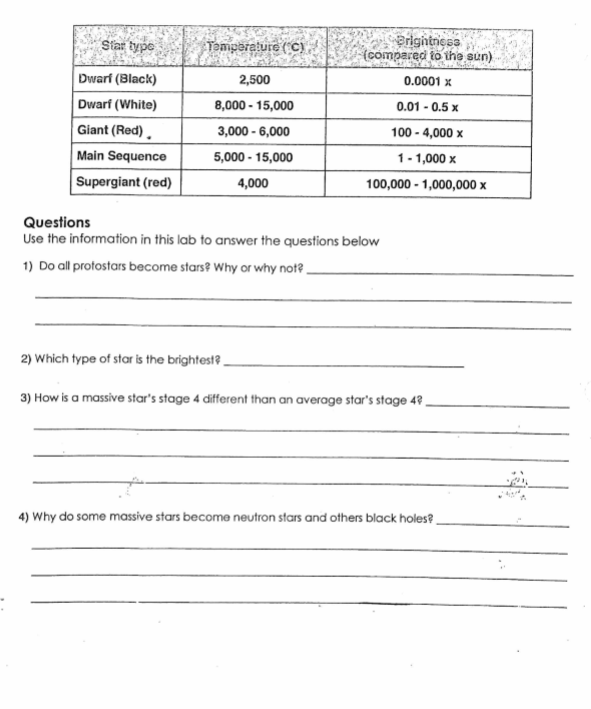 Star type Temperature (°C) Brightness
(compared to the sun)
Dwarf (Black) 2,500 0.0001 x
Dwarf (White) 8,000 - 15,000 0.01 - 0.5 x
Giant (Red) 3,000 - 6,000 100 - 4,000 x
Main Sequence 5,000 - 15,000 1 - 1,000 x
Supergiant (red) 4,000 100,000 - 1,000,000 x
Questions
Use the information in this lab to answer the questions below
1) Do all protostars become stars? Why or why not?
2) Which type of star is the brightest?
3) How is a massive star's stage 4 different than an average star's stage 4?
4) Why do some massive stars become neutron stars and others black holes?